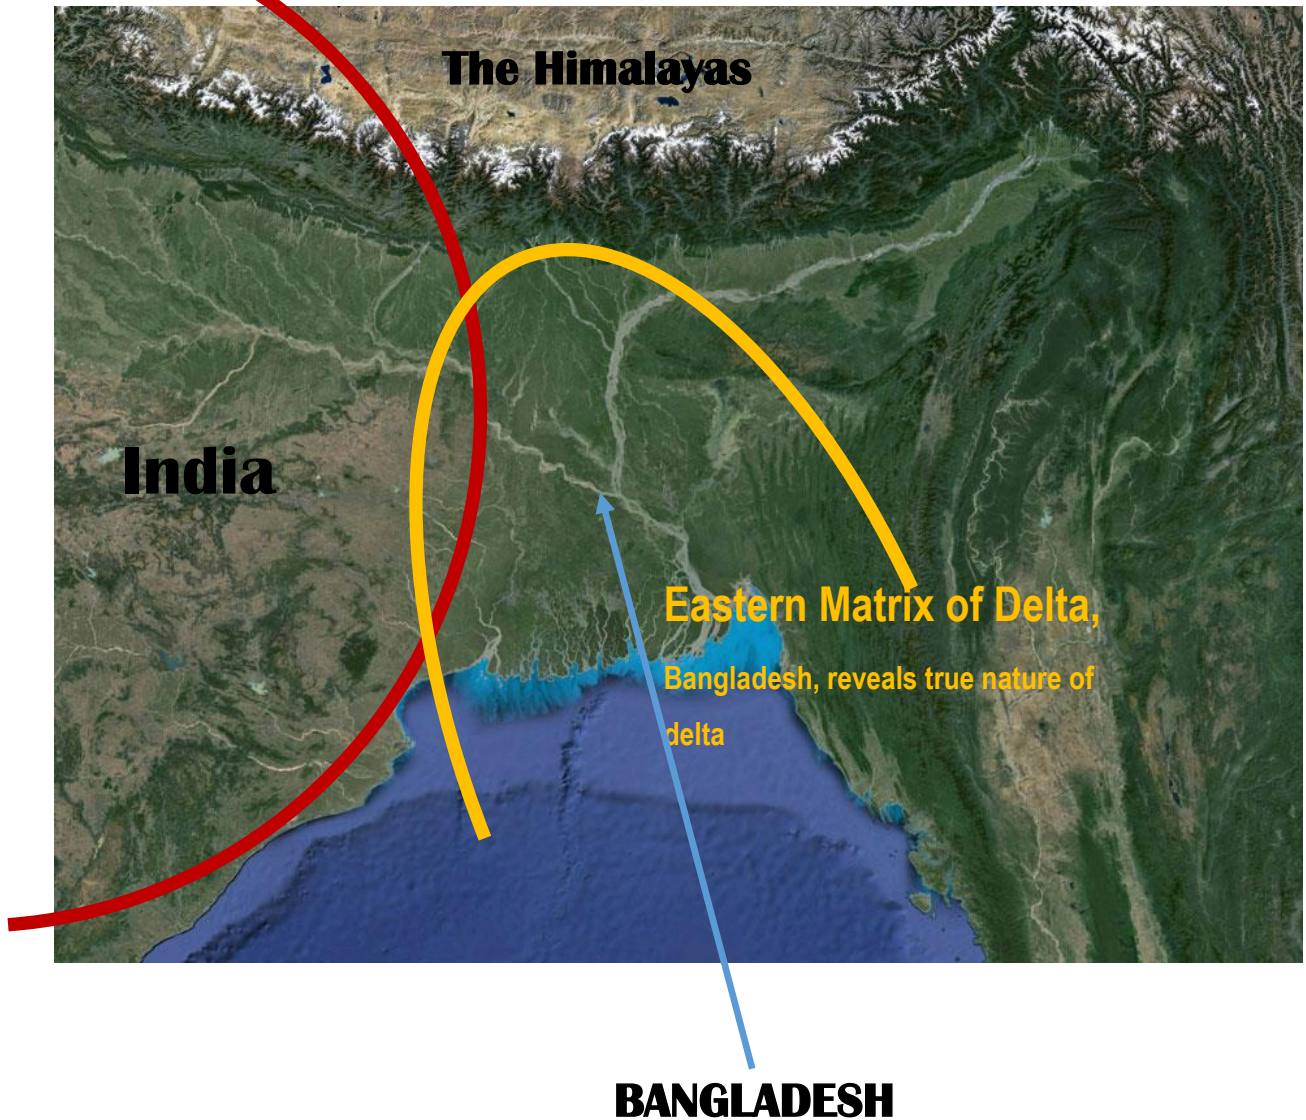 The Himalayas
India
Eastern Matrix of Delta,
Bangladesh, reveals true nature of
delta
BANGLADESH